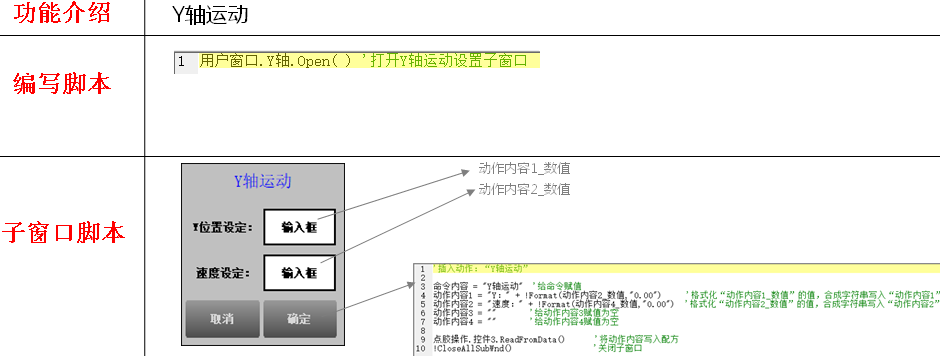 功能介绍
Y轴运动
编写脚本
1 用户窗口.Y轴.Open( ) '打开Y轴运动设置子窗口
子窗口脚本
Y轴运动
Y位置设定: 输入框
速度设定: 输入框
取消 确定
动作内容1_数值
动作内容2_数值
1 '插入动作：“Y轴运动”
2
3 命令内容 = "Y轴运动" '给命令赋值
4 动作内容1 = "Y：" + !Format(动作内容2_数值,"0.00") '格式化“动作内容1_数值”的值，合成字符串写入“动作内容1”
5 动作内容2 = "速度：" + !Format(动作内容4_数值,"0.00") '格式化“动作内容2_数值”的值，合成字符串写入“动作内容2”
6 动作内容3 = "" '给动作内容3赋值为空
7 动作内容4 = "" '给动作内容4赋值为空
8
9 点胶操作.控件3.ReadFromData() '将动作内容写入配方
10 !CloseAllSubWnd() '关闭子窗口